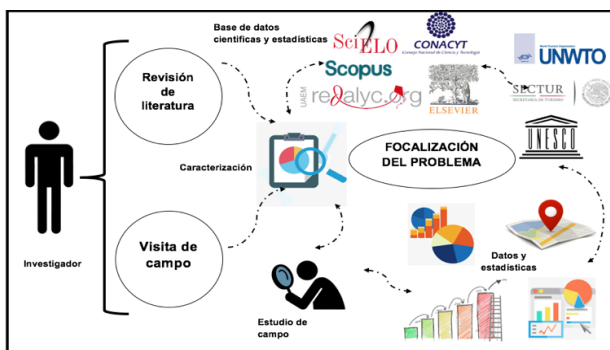 Base de datos
científicas y estadísticas
SciELO
CONACYT
Consejo Nacional de Ciencia y Tecnología
UNWTO
Revisión
de
literatura
Scopus
UAEM
redalyc.org
ELSEVIER
SECTUR
SECRETARÍA DE TURISMO
UNESCO
Caracterización
FOCALIZACIÓN
DEL PROBLEMA
Investigador
Visita de
campo
Datos y
estadísticas
Estudio de
campo